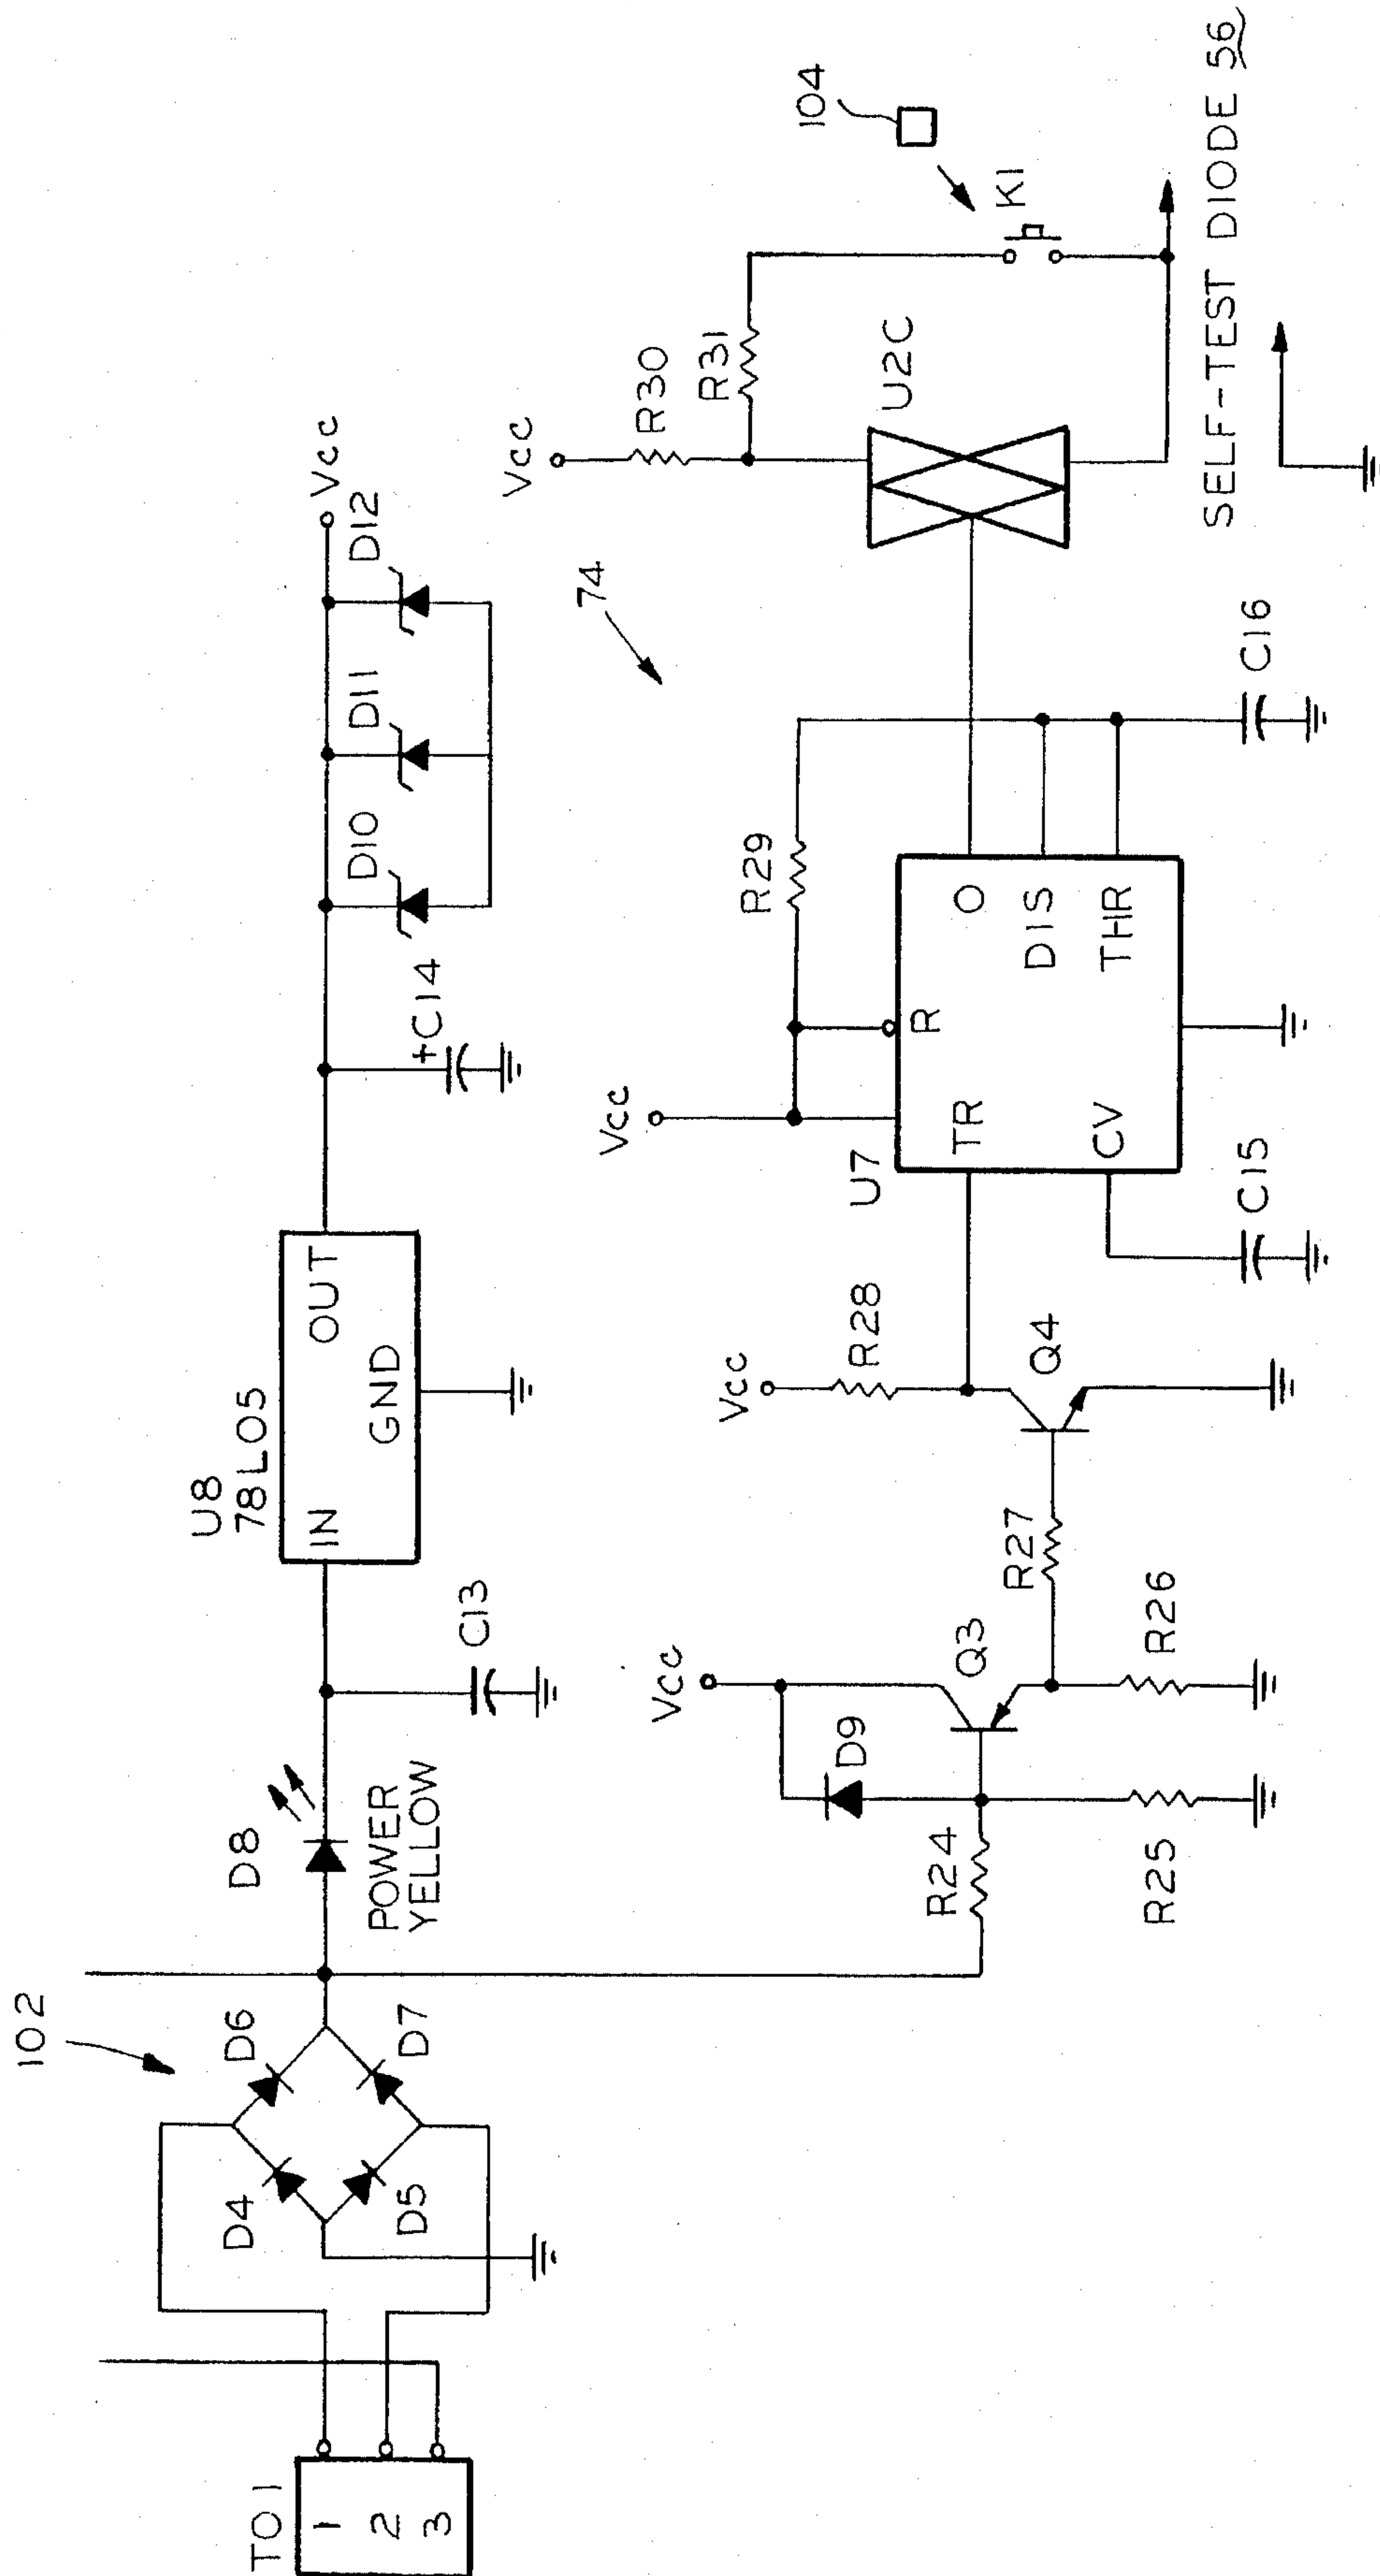 102
TO1
1
2
3
D4
D5
D6
D7
D8
POWER
YELLOW
C13
U8
78L05
IN
OUT
GND
+
C14
D10
D11
D12
Vcc
74
R24
R25
D9
Vcc
Q3
R26
R27
Vcc
R28
Q4
U7
Vcc
TR
R
O
DIS
THR
CV
C15
R29
C16
Vcc
R30
R31
U2C
K1
104
SELF-TEST DIODE 56